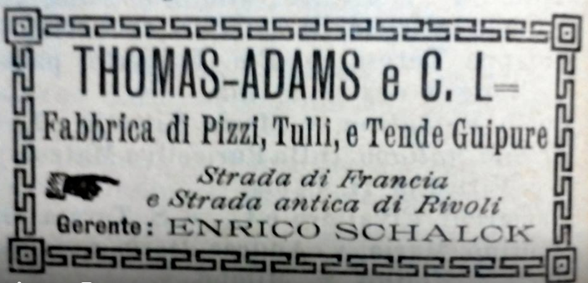 THOMAS-ADAMS e C. L=
Fabbrica di Pizzi, Tulli, e Tende Guipure
Strada di Francia
e Strada antica di Rivoli
Gerente: ENRICO SCHALCK